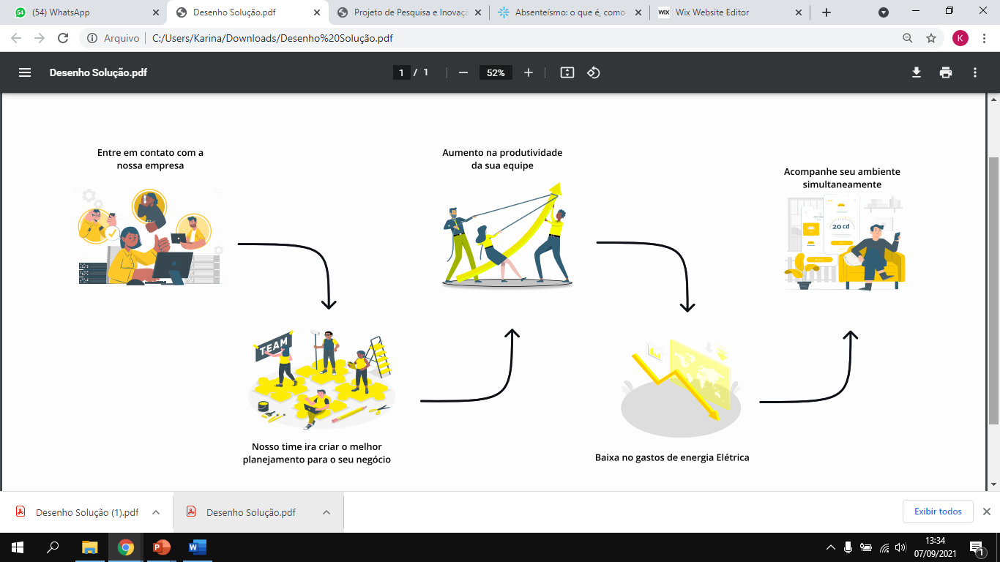 (54) WhatsApp
Desenho Solução.pdf
Projeto de Pesquisa e Inovaçã
Absenteísmo: o que é, como
WIX
Wix Website Editor
Arquivo
C:/Users/Karina/Downloads/Desenho%20Solução.pdf
K
Desenho Solução.pdf
1 / 1
52%
Entre em contato com a
nossa empresa
Aumento na produtividade
da sua equipe
Acompanhe seu ambiente
simultaneamente
20 cd
TEAM
Nosso time ira criar o melhor
planejamento para o seu negócio
Baixa no gastos de energia Elétrica
Desenho Solução (1).pdf
Desenho Solução.pdf
Exibir todos
13:34
07/09/2021
1